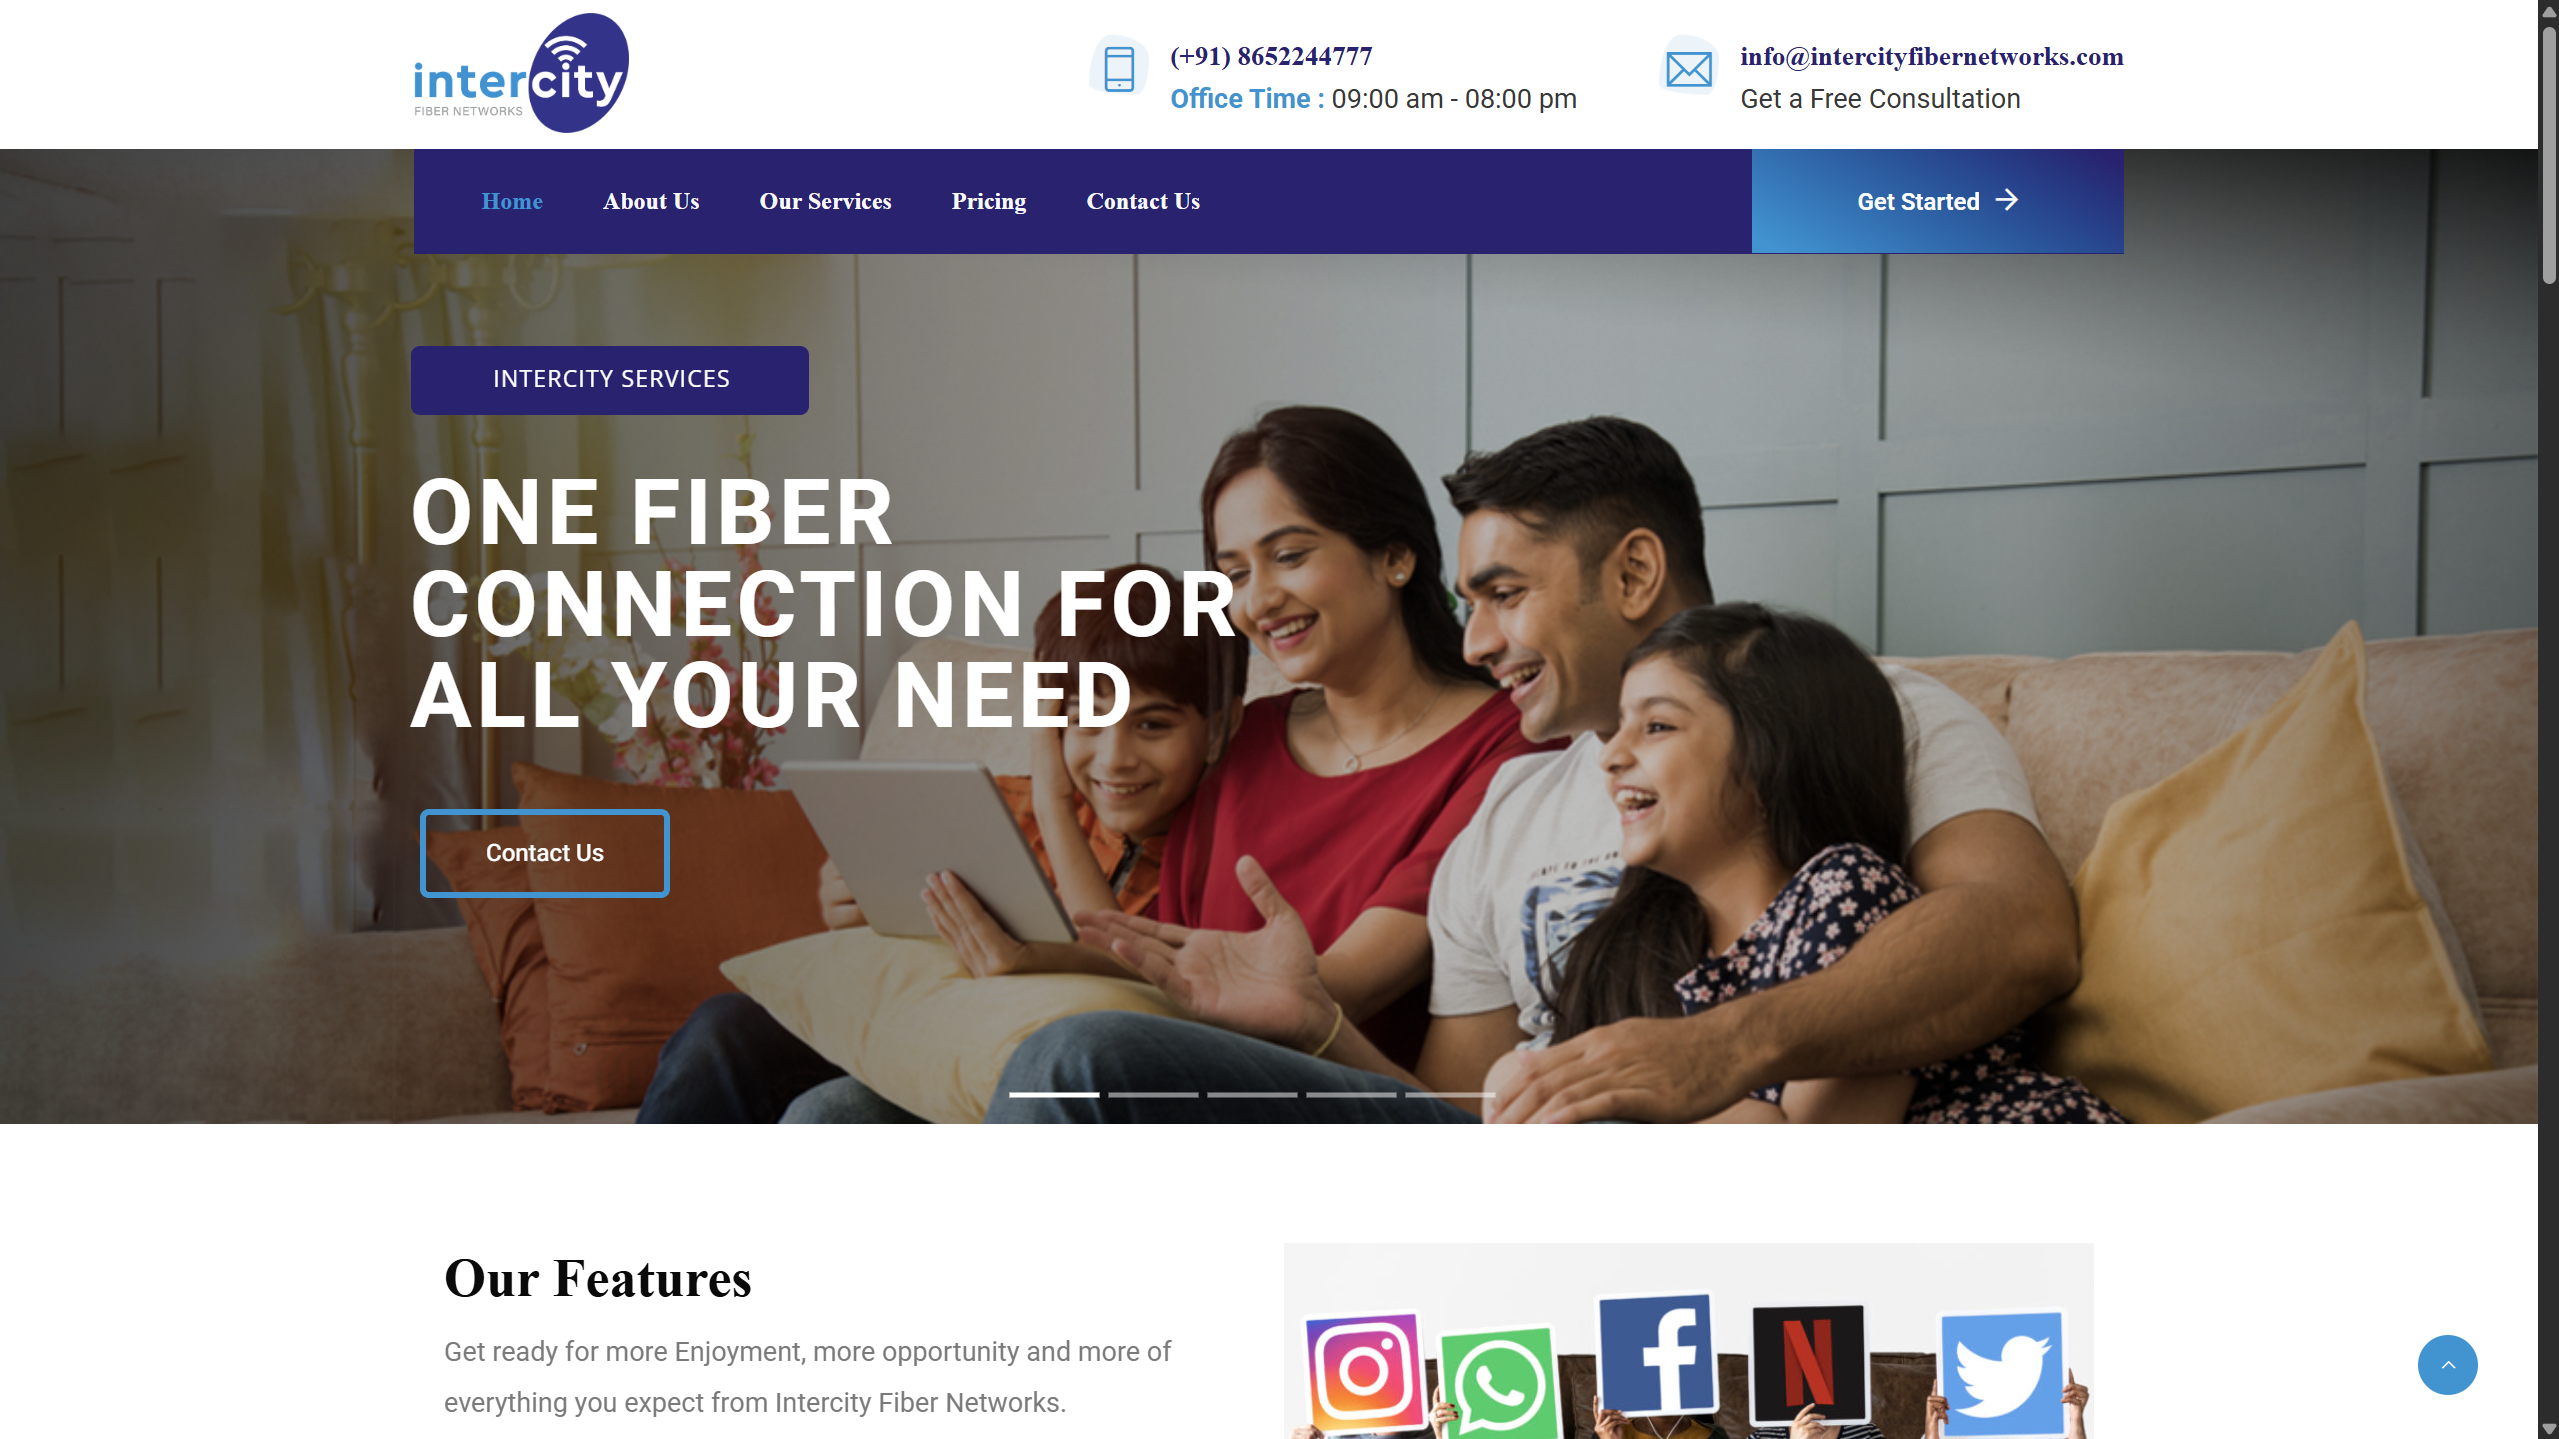 intercity
FIBER NETWORKS
(+91) 8652244777
Office Time : 09:00 am - 08:00 pm
info@intercityfibernetworks.com
Get a Free Consultation
Home
About Us
Our Services
Pricing
Contact Us
Get Started
INTERCITY SERVICES
ONE FIBER
CONNECTION FOR
ALL YOUR NEED
Contact Us
Our Features
Get ready for more Enjoyment, more opportunity and more of
everything you expect from Intercity Fiber Networks.